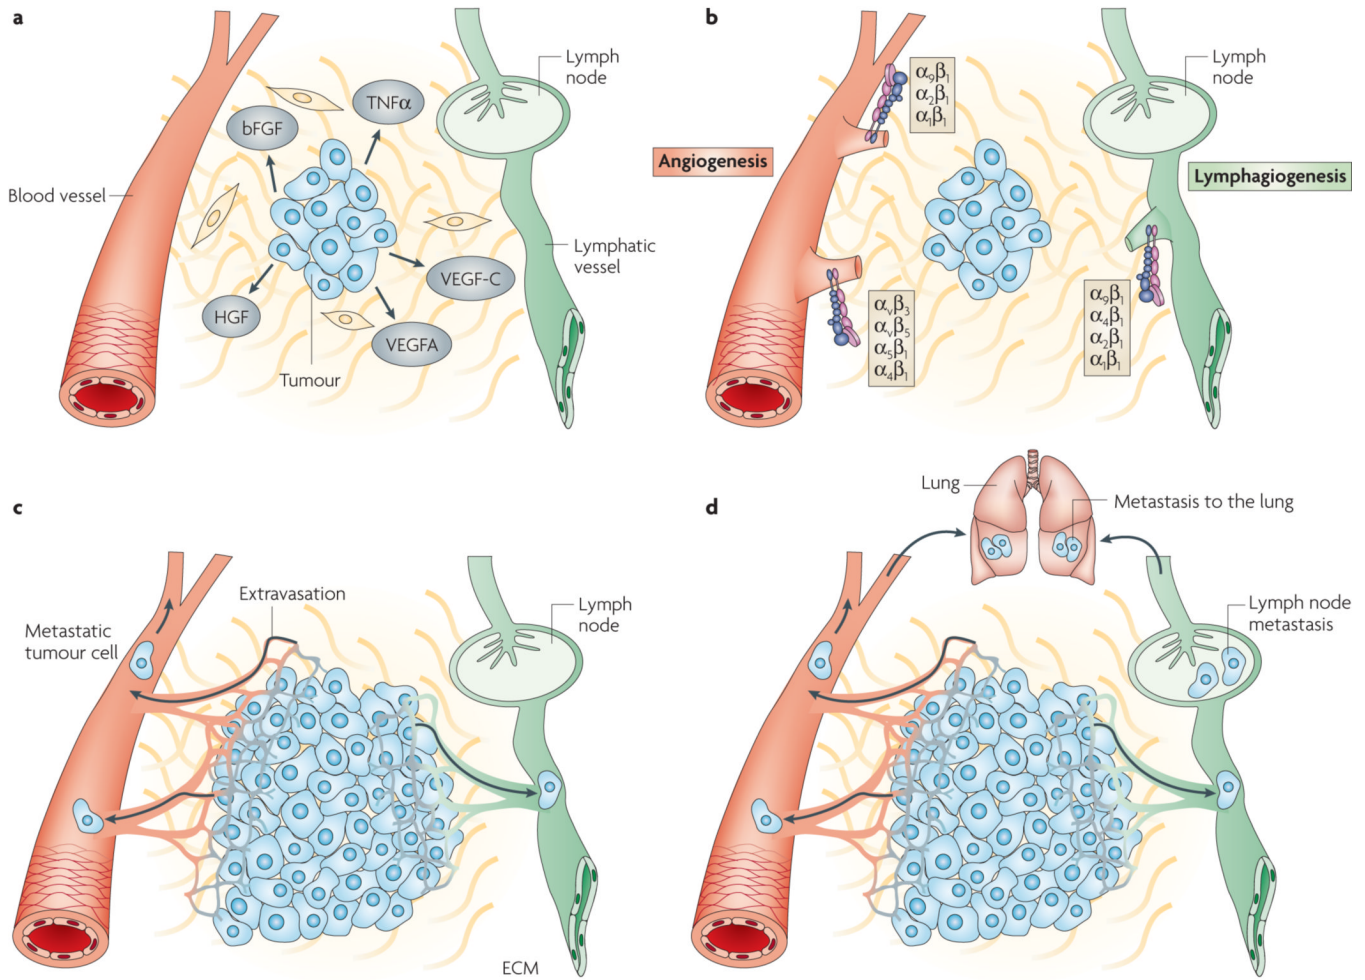 a
Lymph
node
TNFα
bFGF
Blood vessel
Lymphatic
vessel
VEGF-C
HGF
VEGFA
Tumour
b
α₉β₁
α₂β₁
α₁β₁
Lymph
node
Angiogenesis
Lymphagiogenesis
αᵥβ₃
αᵥβ₅
α₅β₁
α₄β₁
α₉β₁
α₄β₁
α₂β₁
α₁β₁
c
Extravasation
Metastatic
tumour cell
Lymph
node
ECM
d
Lung
Metastasis to the lung
Lymph node
metastasis